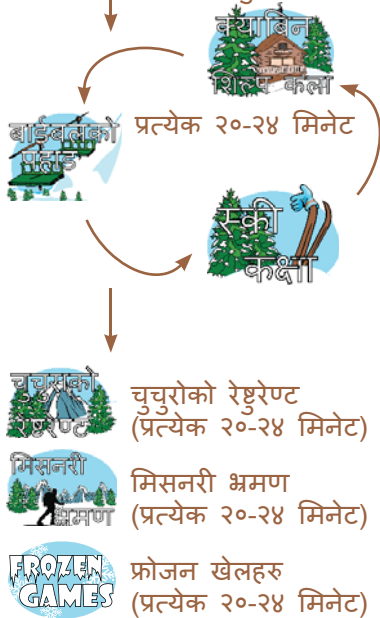 क्याबिन
शिल्प कला
बाईबलको
पहाड
प्रत्येक २०-२४ मिनेट
स्की
कक्षा
चुचुरोको
रेष्टुरेण्ट
चुचुरोको रेष्टुरेण्ट
(प्रत्येक २०-२४ मिनेट)
मिसनरी
भ्रमण
मिसनरी भ्रमण
(प्रत्येक २०-२४ मिनेट)
FROZEN
GAMES
फ्रोजन खेलहरु
(प्रत्येक २०-२४ मिनेट)